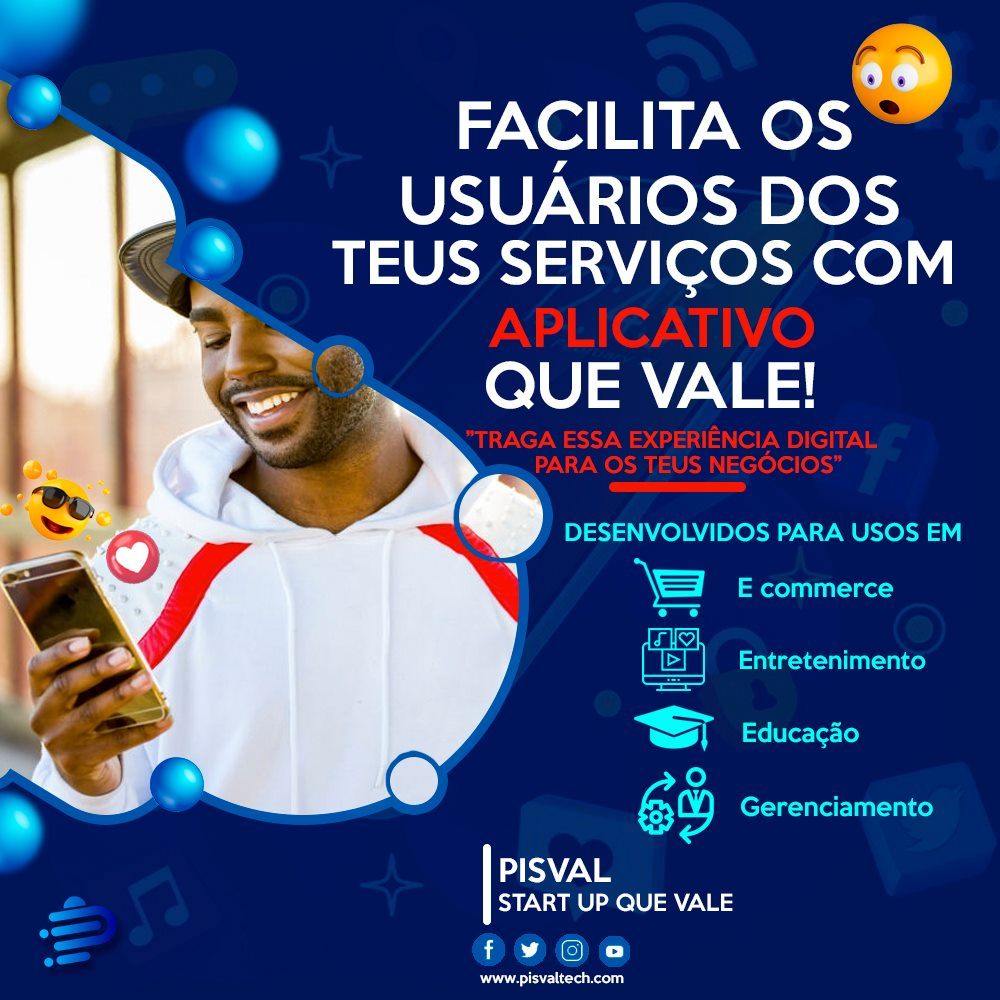 FACILITA OS
USUÁRIOS DOS
TEUS SERVIÇOS COM
APLICATIVO
QUE VALE!
"TRAGA ESSA EXPERIÊNCIA DIGITAL
PARA OS TEUS NEGÓCIOS"
DESENVOLVIDOS PARA USOS EM
E commerce
Entretenimento
Educação
Gerenciamento
PISVAL
START UP QUE VALE
www.pisvaltech.com